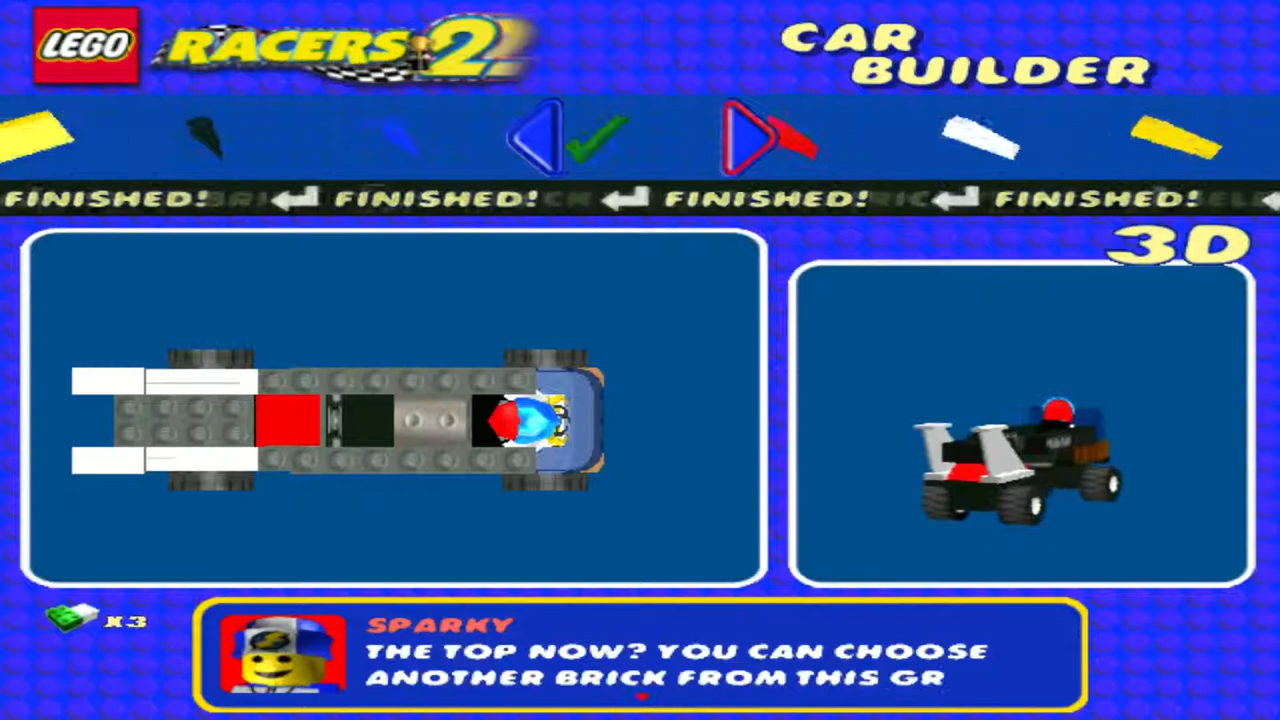 LEGO RACERS 2
CAR
BUILDER
FINISHED! FINISHED! FINISHED! FINISHED!
3D
X3
SPARKY
THE TOP NOW? YOU CAN CHOOSE
ANOTHER BRICK FROM THIS GR